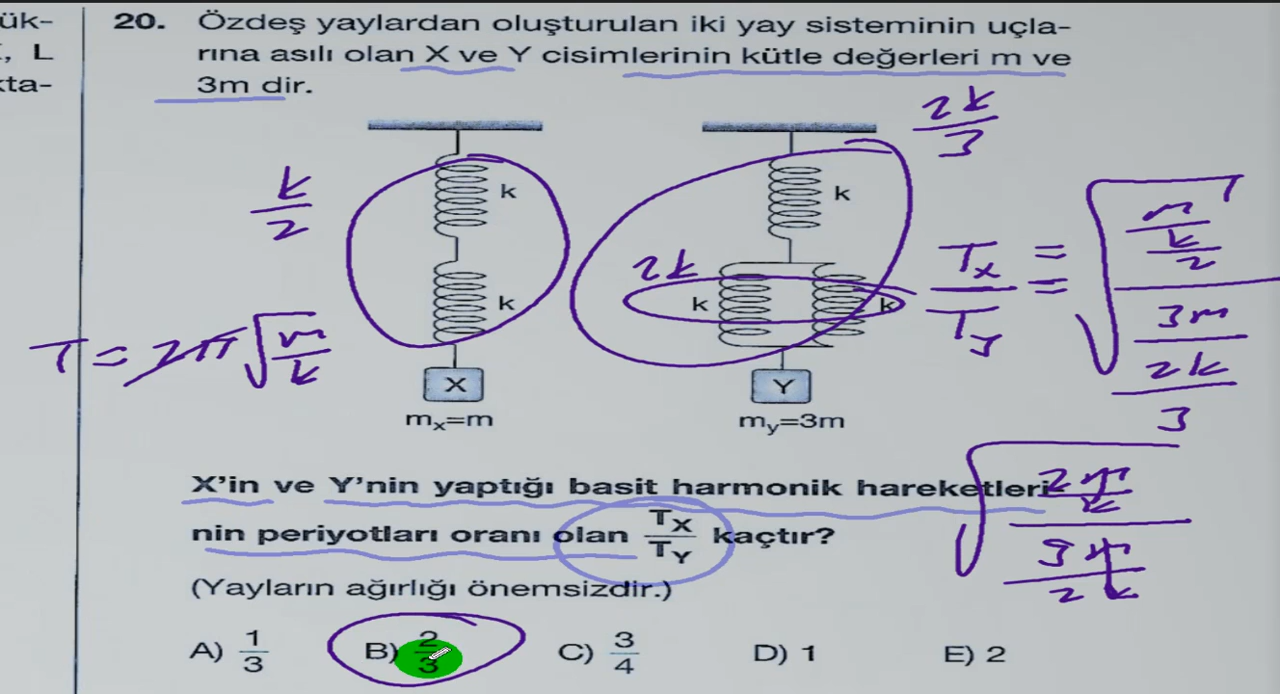 ük-
, L
kta-
20. Özdeş yaylardan oluşturulan iki yay sisteminin uçla-
rına asılı olan X ve Y cisimlerinin kütle değerleri m ve
3m dir.
k/2
2k/3
k
k
k
2k
k
k
T = 2π√(m/k)
Tx/Ty = √((m/(k/2))/(3m/(2k/3)))
X
Y
mx=m
my=3m
√((2m/k)/(9m/2k))
X'in ve Y'nin yaptığı basit harmonik hareketleri
nin periyotları oranı olan TX/TY kaçtır?
(Yayların ağırlığı önemsizdir.)
A) 1/3 B) 2/3 C) 3/4 D) 1 E) 2